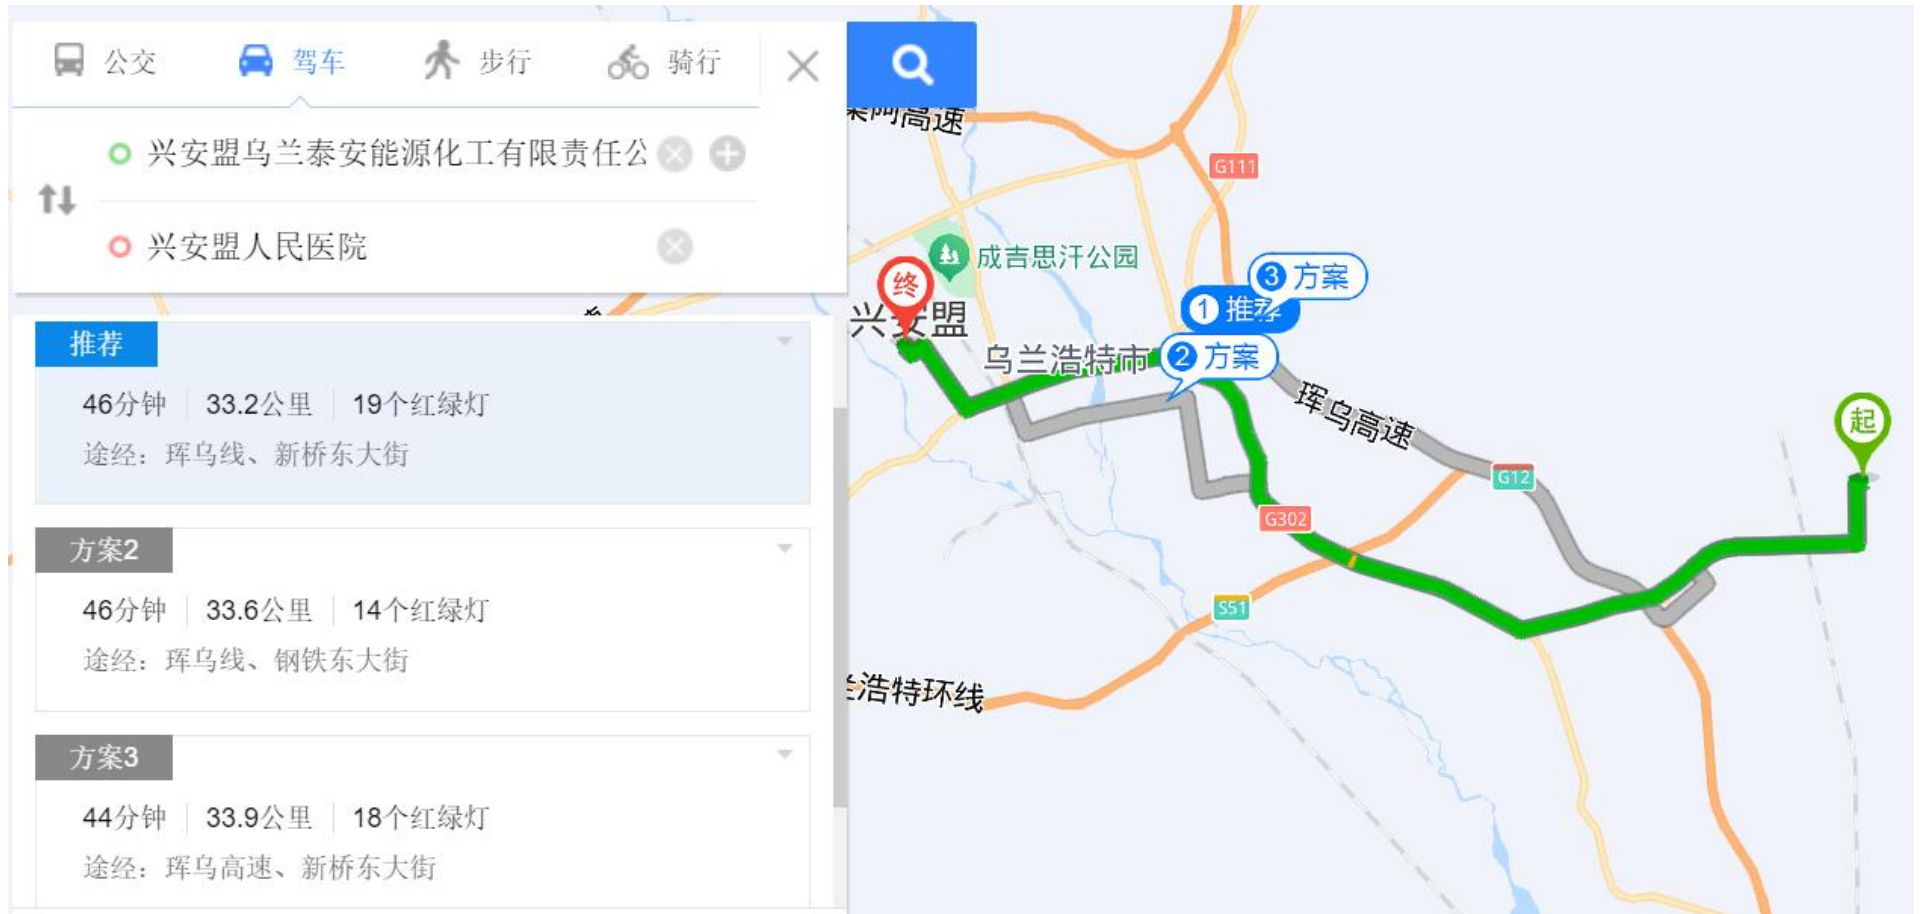 公交 驾车 步行 骑行
兴安盟乌兰泰安能源化工有限责任公
兴安盟人民医院
推荐
46分钟 33.2公里 19个红绿灯
途经：珲乌线、新桥东大街
方案2
46分钟 33.6公里 14个红绿灯
途经：珲乌线、钢铁东大街
方案3
44分钟 33.9公里 18个红绿灯
途经：珲乌高速、新桥东大街
阿高速
G111
成吉思汗公园
终
兴安盟
3 方案
1 推荐
乌兰浩特市
2 方案
珲乌高速
起
G12
G302
S51
浩特环线